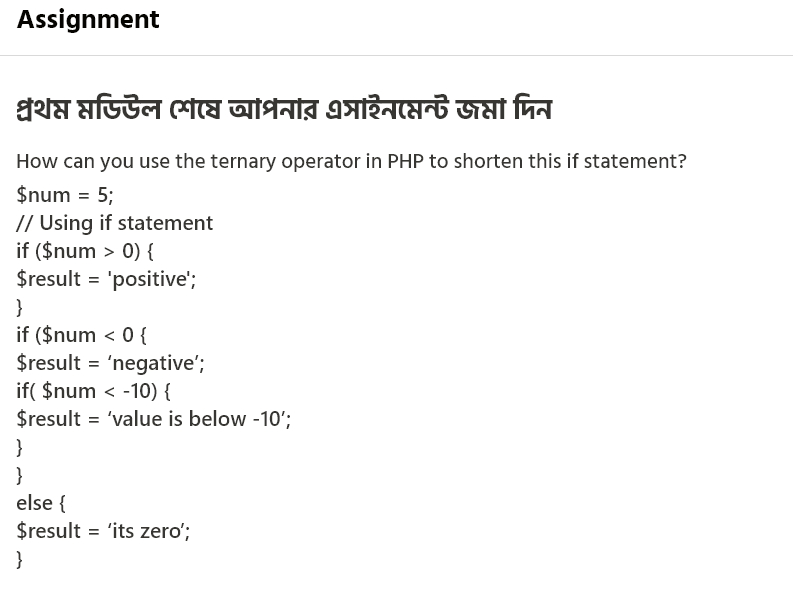 Assignment
প্রথম মডিউল শেষে আপনার এসাইনমেন্ট জমা দিন
How can you use the ternary operator in PHP to shorten this if statement?
$num = 5;
// Using if statement
if ($num > 0) {
$result = 'positive';
}
if ($num < 0 {
$result = ‘negative’;
if( $num < -10) {
$result = ‘value is below -10’;
}
}
else {
$result = ‘its zero’;
}